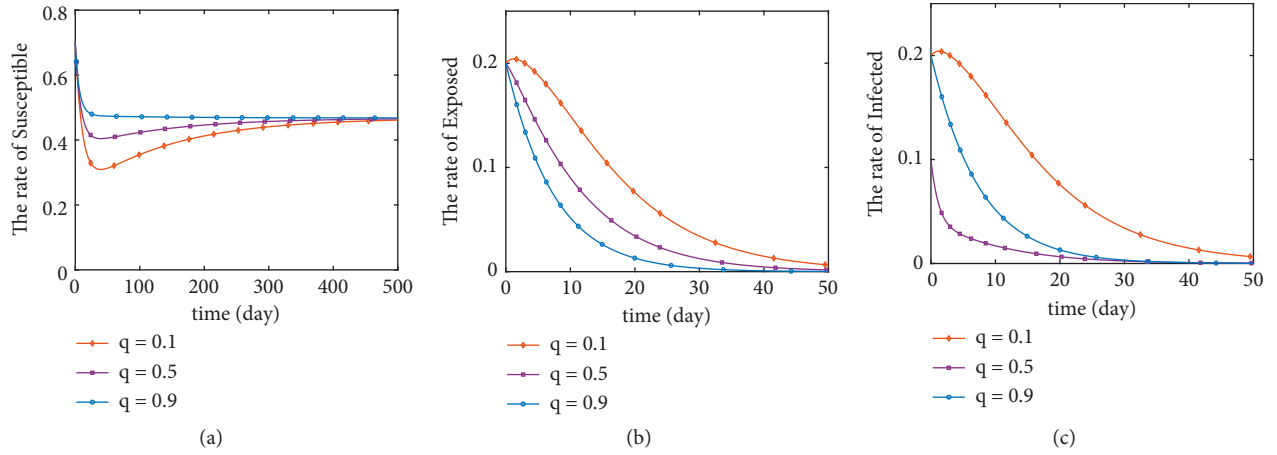 The rate of Susceptible
0.8
0.6
0.4
0.2
0
0 100 200 300 400 500
time (day)
q = 0.1
q = 0.5
q = 0.9
(a)
The rate of Exposed
0.2
0.1
0
0 10 20 30 40 50
time (day)
q = 0.1
q = 0.5
q = 0.9
(b)
The rate of Infected
0.2
0.1
0
0 10 20 30 40 50
time (day)
q = 0.1
q = 0.5
q = 0.9
(c)